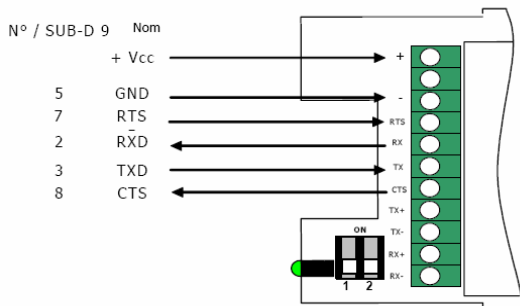 Nº / SUB-D 9 Nom
+ Vcc +
5 GND -
7 RTS RTS
2 RXD RX
3 TXD TX
8 CTS CTS
TX+
ON TX-
RX+
1 2 RX-